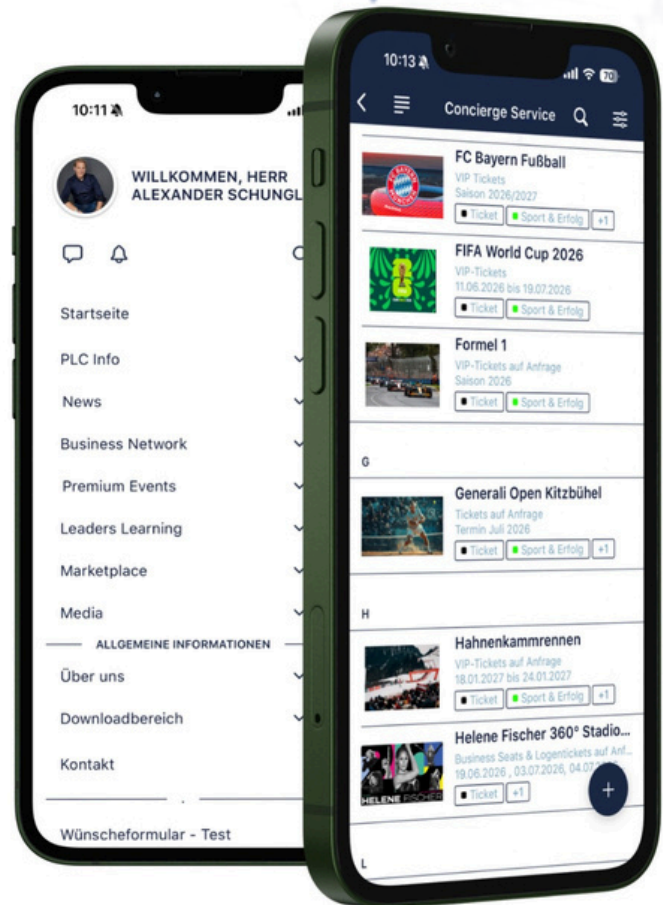 10:11
WILLKOMMEN, HERR
ALEXANDER SCHUNGL
Startseite
PLC Info
News
Business Network
Premium Events
Leaders Learning
Marketplace
Media
ALLGEMEINE INFORMATIONEN
Über uns
Downloadbereich
Kontakt
Wünscheformular - Test
10:13
70
Concierge Service
FC Bayern Fußball
VIP Tickets
Saison 2026/2027
Ticket Sport & Erfolg +1
FIFA World Cup 2026
VIP-Tickets
11.06.2026 bis 19.07.2026
Ticket Sport & Erfolg
Formel 1
VIP-Tickets auf Anfrage
Saison 2026
Ticket Sport & Erfolg
G
Generali Open Kitzbühel
Tickets auf Anfrage
Termin Juli 2026
Ticket Sport & Erfolg +1
H
Hahnenkammrennen
VIP-Tickets auf Anfrage
18.01.2027 bis 24.01.2027
Ticket Sport & Erfolg +1
HELENE FISCHER
Helene Fischer 360° Stadio...
Business Seats & Logentickets auf Anf...
19.06.2026 , 03.07.2026, 04.07
Ticket +1
+
L